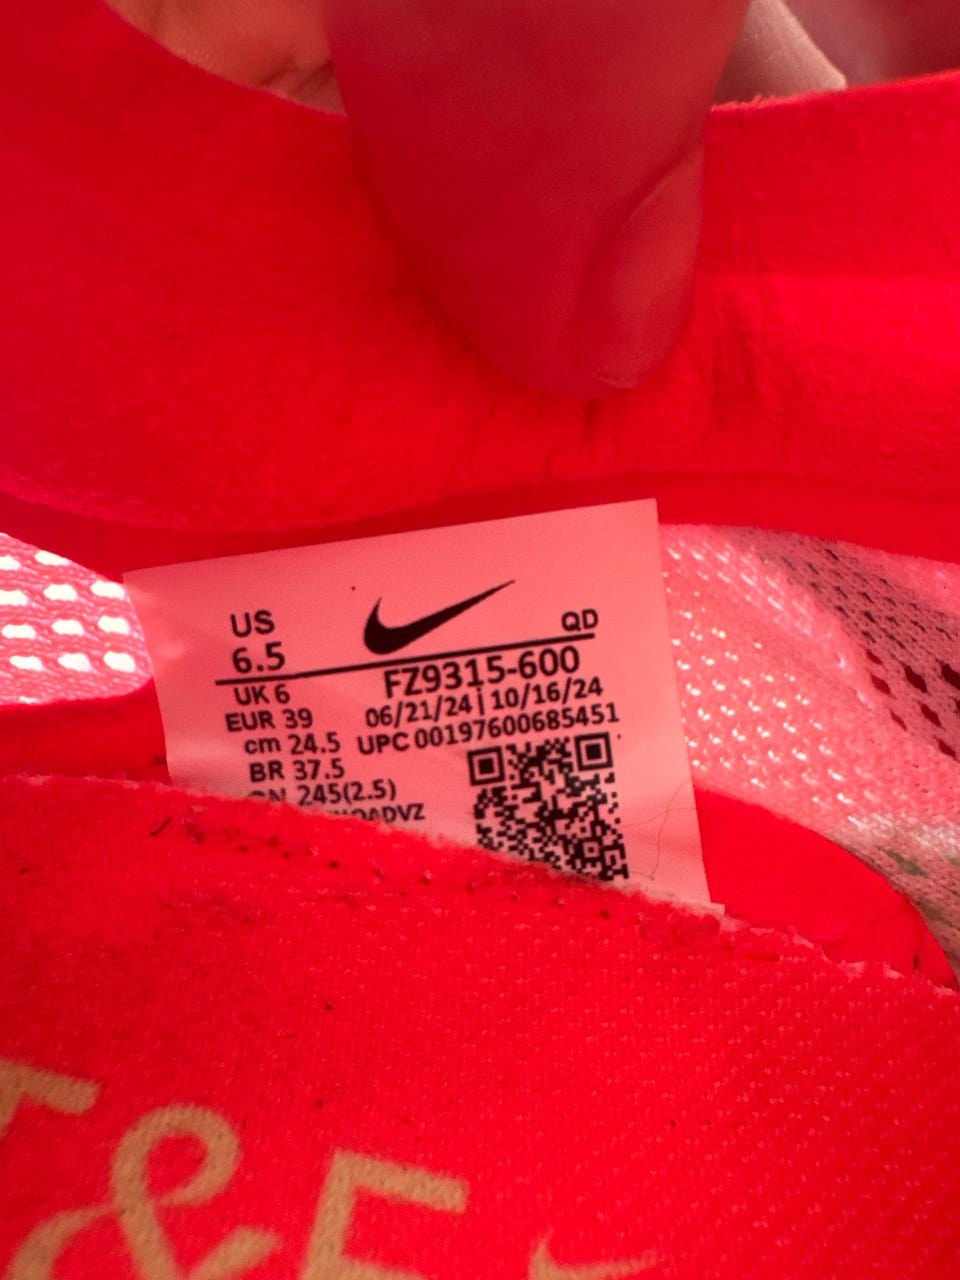 US
6.5
QD
UK 6
FZ9315-600
EUR 39
06/21/24 | 10/16/24
cm 24.5
UPC 00197600685451
BR 37.5
245(2.5)
&